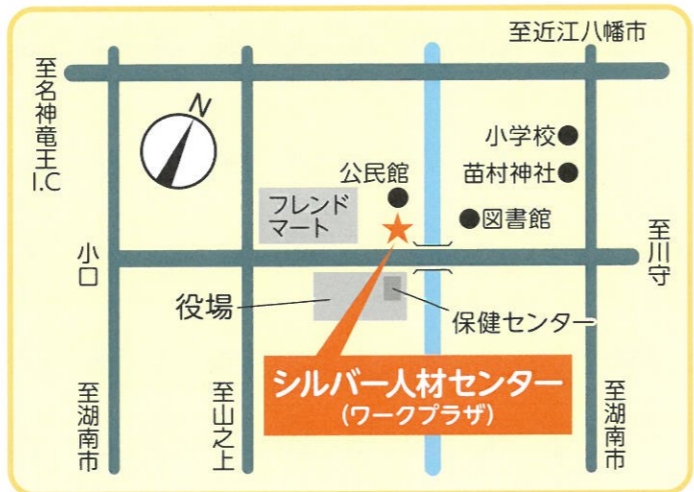 至近江八幡市
至名神竜王I.C
N
小学校
公民館
苗村神社
フレンド
マート
図書館
至川守
小口
役場
保健センター
シルバー人材センター
(ワークプラザ)
至湖南市
至山之上
至湖南市